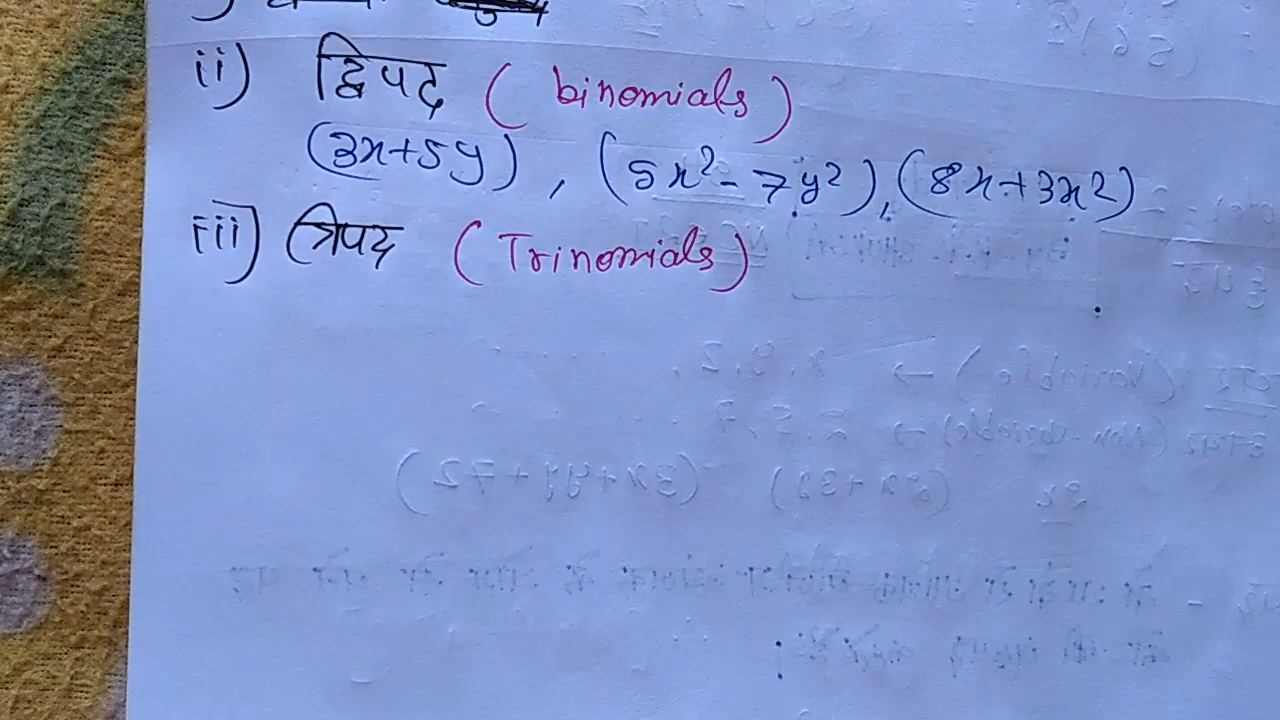 ii) द्विपद ( binomials )
(3x+5y) , (5x²-7y²), (8x+3x²)
iii) त्रिपद ( Trinomials )